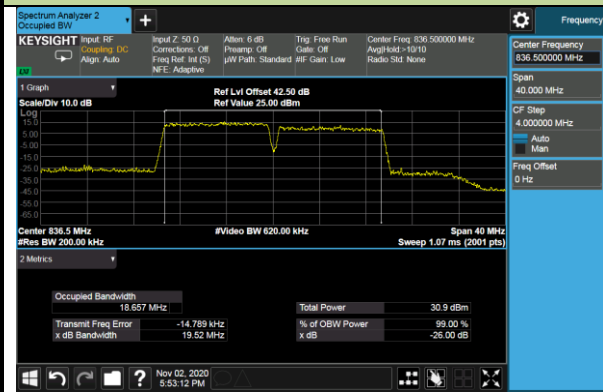 Spectrum Analyzer 2
Occupied BW
Frequency
KEYSIGHT
Input: RF
Coupling: DC
Align: Auto
Input Z: 50 Ω
Corrections: Off
Freq Ref: Int (S)
NFE: Adaptive
Atten: 6 dB
Preamp: Off
µW Path: Standard
Trig: Free Run
Gate: Off
#IF Gain: Low
Center Freq: 836.500000 MHz
Avg|Hold:>10/10
Radio Std: None
Center Frequency
836.500000 MHz
Span
40.000 MHz
CF Step
4.000000 MHz
Auto
Man
Freq Offset
0 Hz
1 Graph
Scale/Div 10.0 dB
Ref Lvl Offset 42.50 dB
Ref Value 25.00 dBm
Log
15.0
5.00
-5.00
-15.0
-25.0
-35.0
-45.0
-55.0
-65.0
Center 836.5 MHz
#Video BW 620.00 kHz
Span 40 MHz
#Res BW 200.00 kHz
Sweep 1.07 ms (2001 pts)
2 Metrics
Occupied Bandwidth
18.657 MHz
Total Power 30.9 dBm
Transmit Freq Error -14.789 kHz
% of OBW Power 99.00 %
x dB Bandwidth 19.52 MHz
x dB -26.00 dB
?
Nov 02, 2020
5:53:12 PM